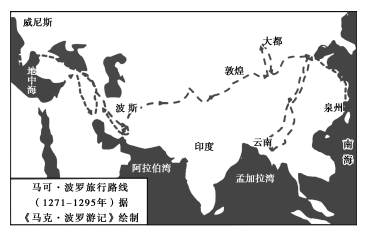 威尼斯
大都
地中海
敦煌
波斯
泉州
云南
印度
南海
阿拉伯湾
孟加拉湾
马可·波罗旅行路线
（1271-1295年）据
《马克·波罗游记》绘制